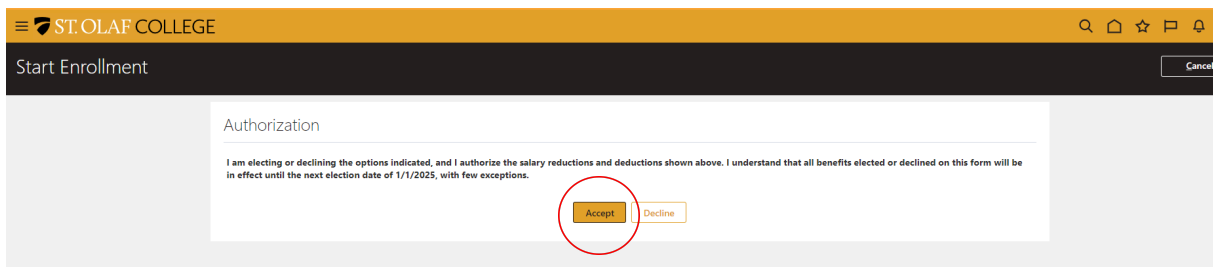 ST. OLAF COLLEGE
Start Enrollment
Cancel
Authorization
I am electing or declining the options indicated, and I authorize the salary reductions and deductions shown above. I understand that all benefits elected or declined on this form will be
in effect until the next election date of 1/1/2025, with few exceptions.
Accept
Decline